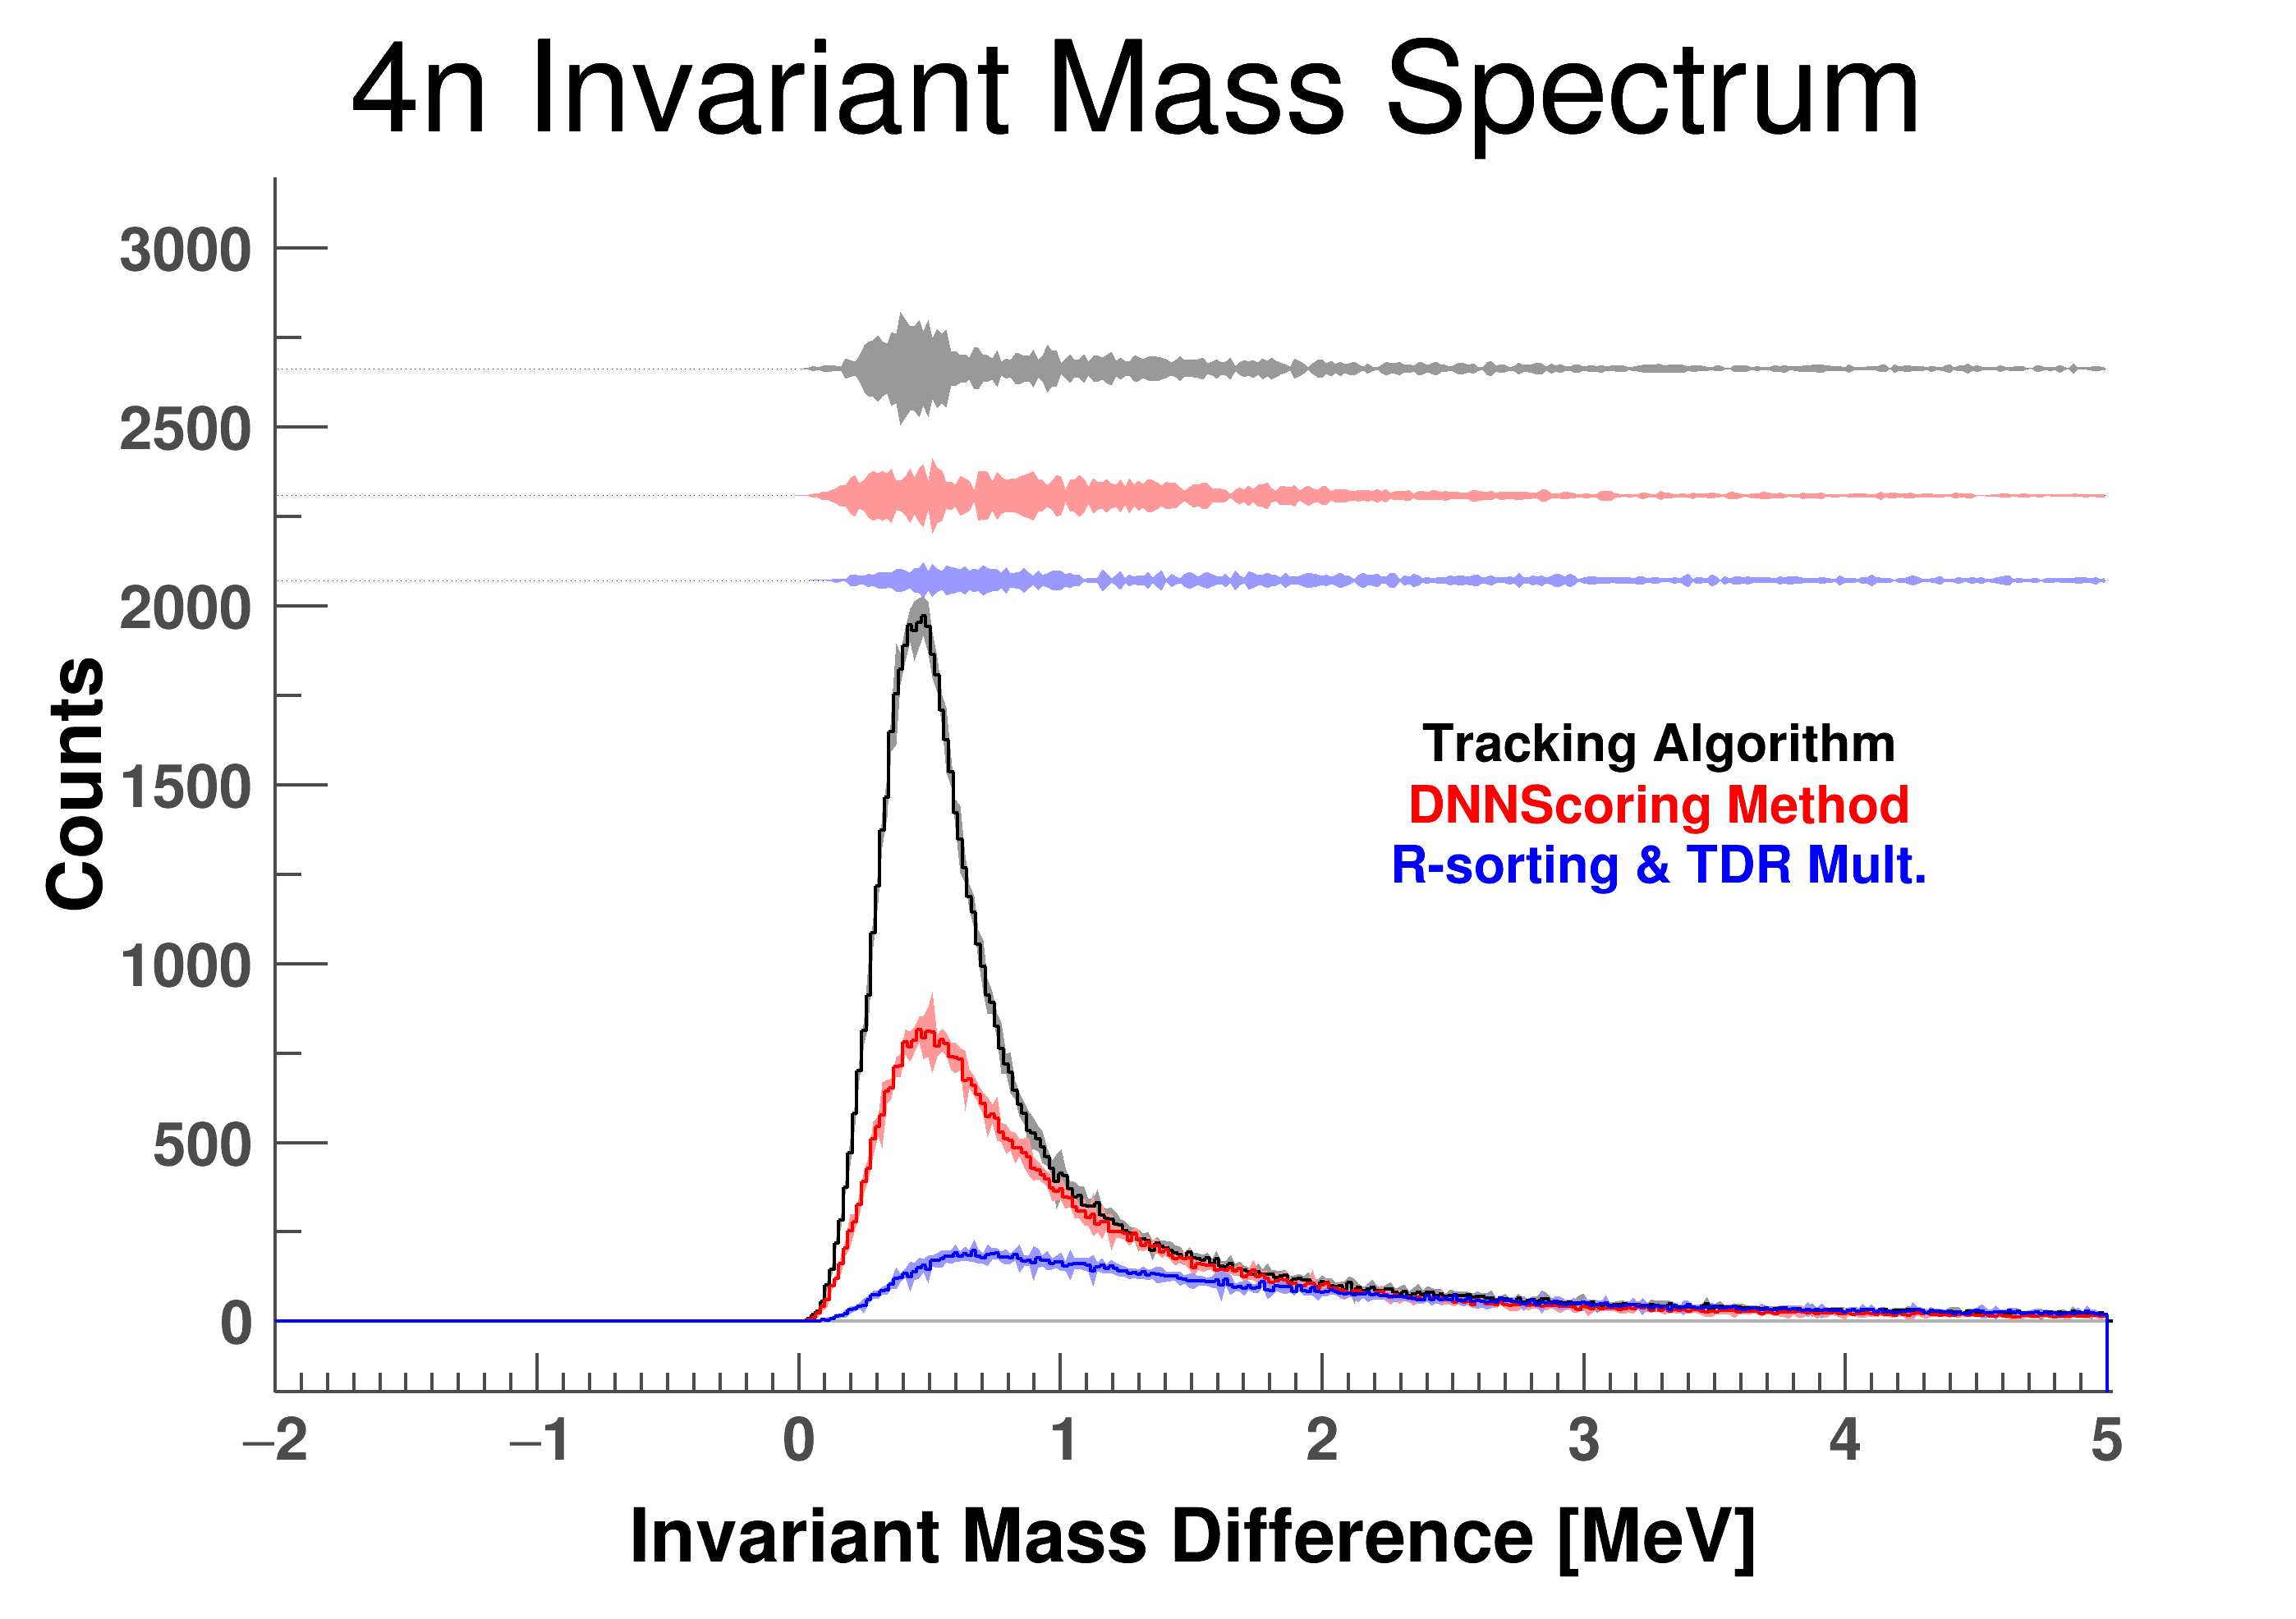 4n Invariant Mass Spectrum
3000
2500
2000
1500
1000
500
0
Counts
Tracking Algorithm
DNNScoring Method
R-sorting & TDR Mult.
−2 −1 0 1 2 3 4 5
Invariant Mass Difference [MeV]